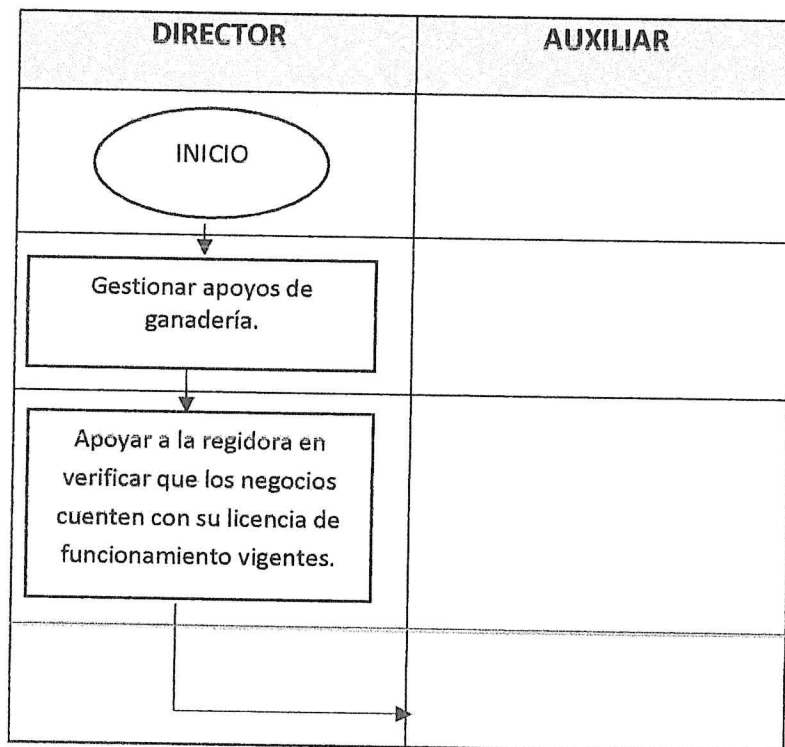 DIRECTOR
AUXILIAR
INICIO
Gestionar apoyos de
ganadería.
Apoyar a la regidora en
verificar que los negocios
cuenten con su licencia de
funcionamiento vigentes.